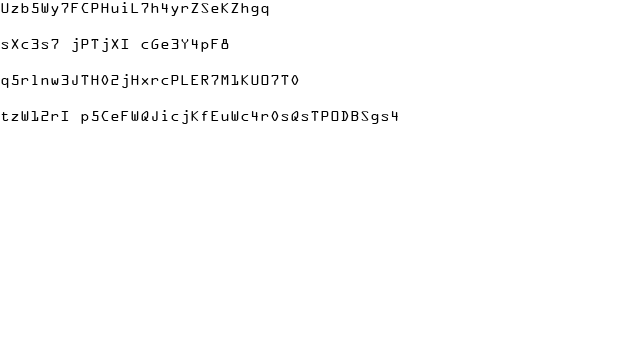 Uzb5Wy7FCPHuiL7h4yrZSeKZhgq
sXc3s7 jPTjXI cGe3Y4pF8
q5rlnw3JTH02jHxrcPLER7M1KUO7T0
tzW12rI p5CeFWQJicjKfEuWc4r0sQsTPODBSgs4